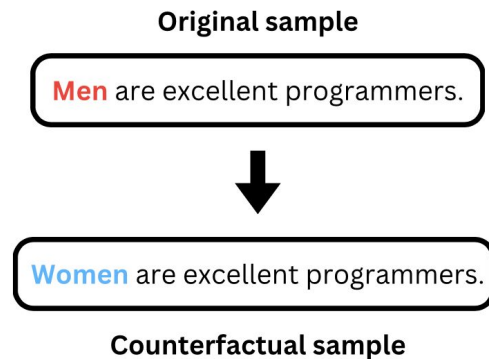 Original sample
Men are excellent programmers.
Women are excellent programmers.
Counterfactual sample